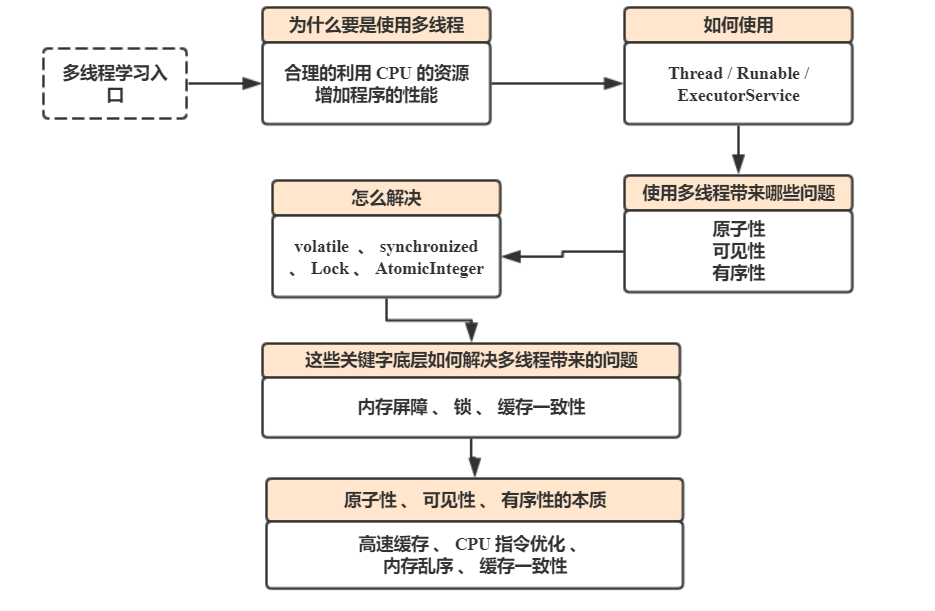 多线程学习入
口
为什么要是使用多线程
合理的利用 CPU 的资源
增加程序的性能
如何使用
Thread / Runable /
ExecutorService
使用多线程带来哪些问题
原子性
可见性
有序性
怎么解决
volatile 、 synchronized
、 Lock 、 AtomicInteger
这些关键字底层如何解决多线程带来的问题
内存屏障 、 锁 、 缓存一致性
原子性 、 可见性 、 有序性的本质
高速缓存 、 CPU 指令优化 、
内存乱序 、 缓存一致性